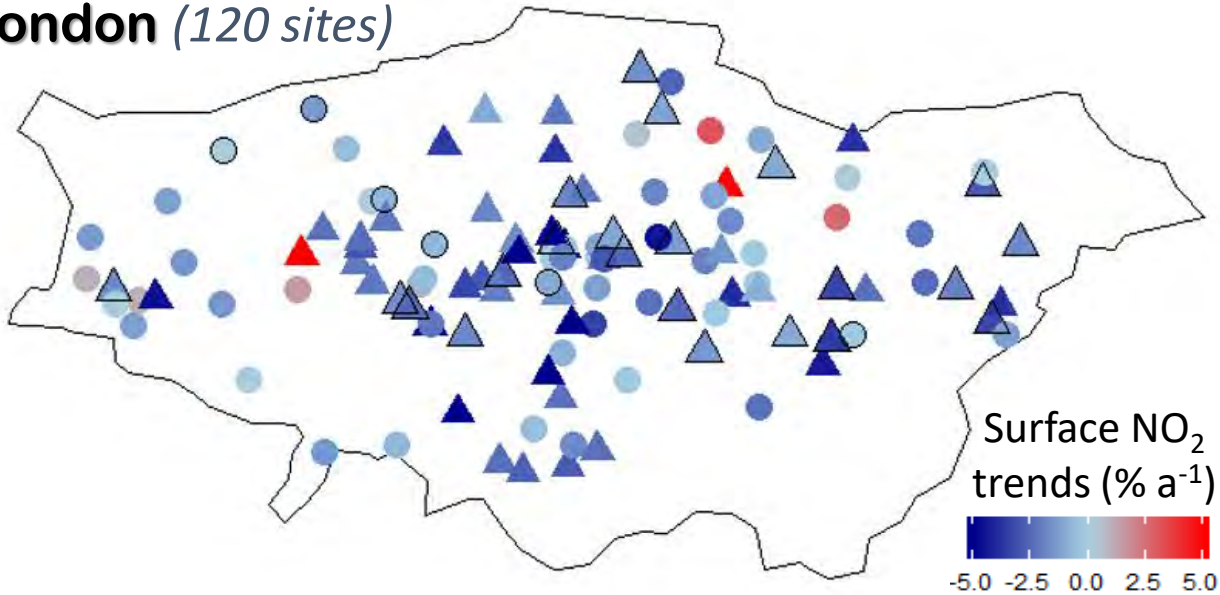 ondon (120 sites)
Surface NO₂
trends (% a⁻¹)
-5.0 -2.5 0.0 2.5 5.0